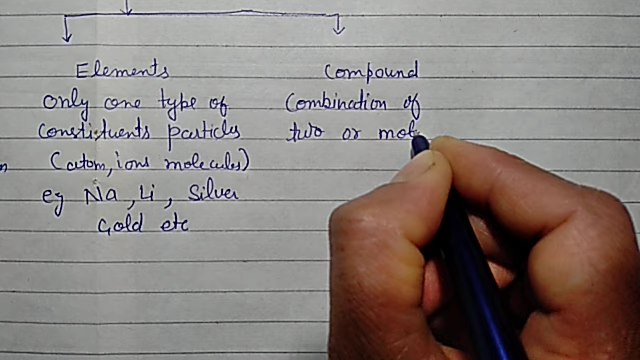 Elements
Only one type of
constituents particles
(atom, ions molecules)
eg Na, Li, Silver
Gold etc
Compound
Combination of
two or mo